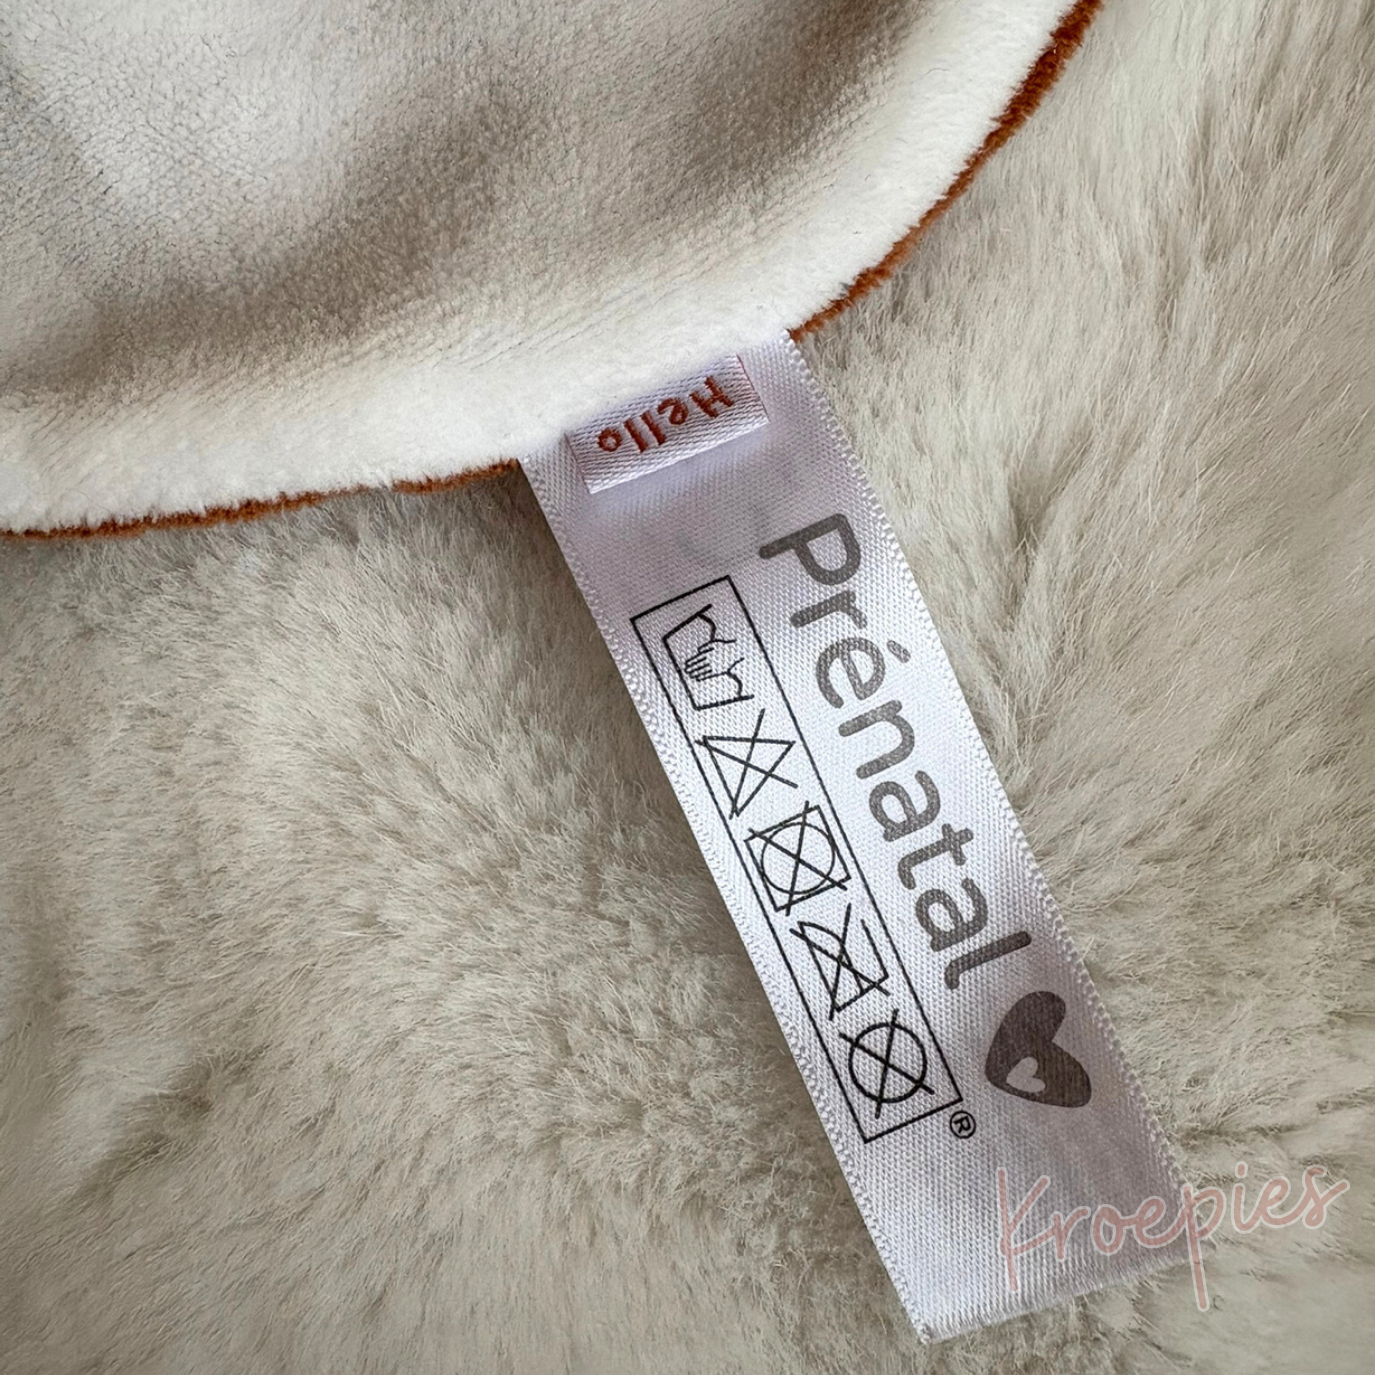 Hello
Prénatal
®
Kroepies